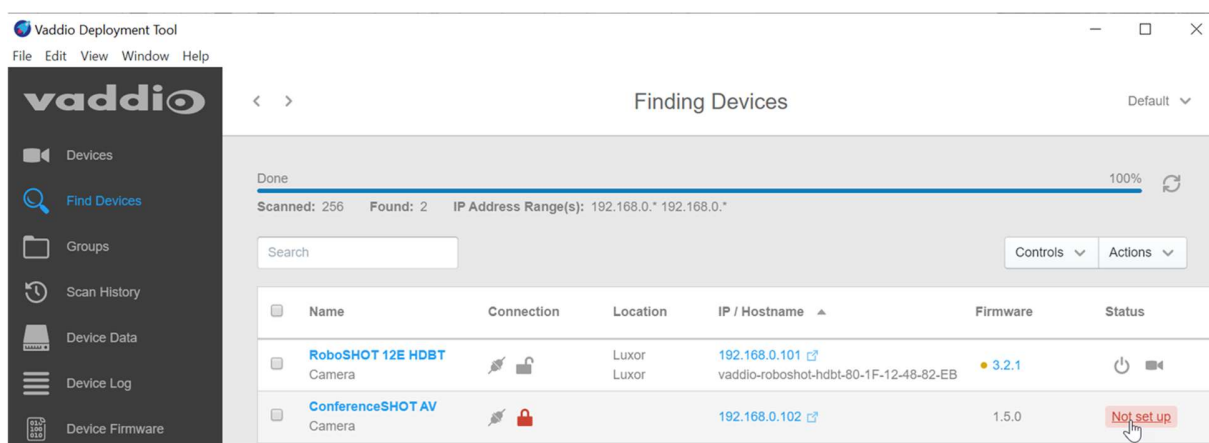 Vaddio Deployment Tool
File Edit View Window Help
vaddio
Finding Devices
Default
Devices
Find Devices
Groups
Scan History
Device Data
Device Log
Device Firmware
Done
100%
Scanned: 256 Found: 2 IP Address Range(s): 192.168.0.* 192.168.0.*
Search
Controls
Actions
Name Connection Location IP / Hostname Firmware Status
RoboSHOT 12E HDBT Luxor 192.168.0.101
Camera Luxor vaddio-roboshot-hdbt-80-1F-12-48-82-EB
3.2.1
ConferenceSHOT AV
Camera
192.168.0.102
1.5.0
Not set up